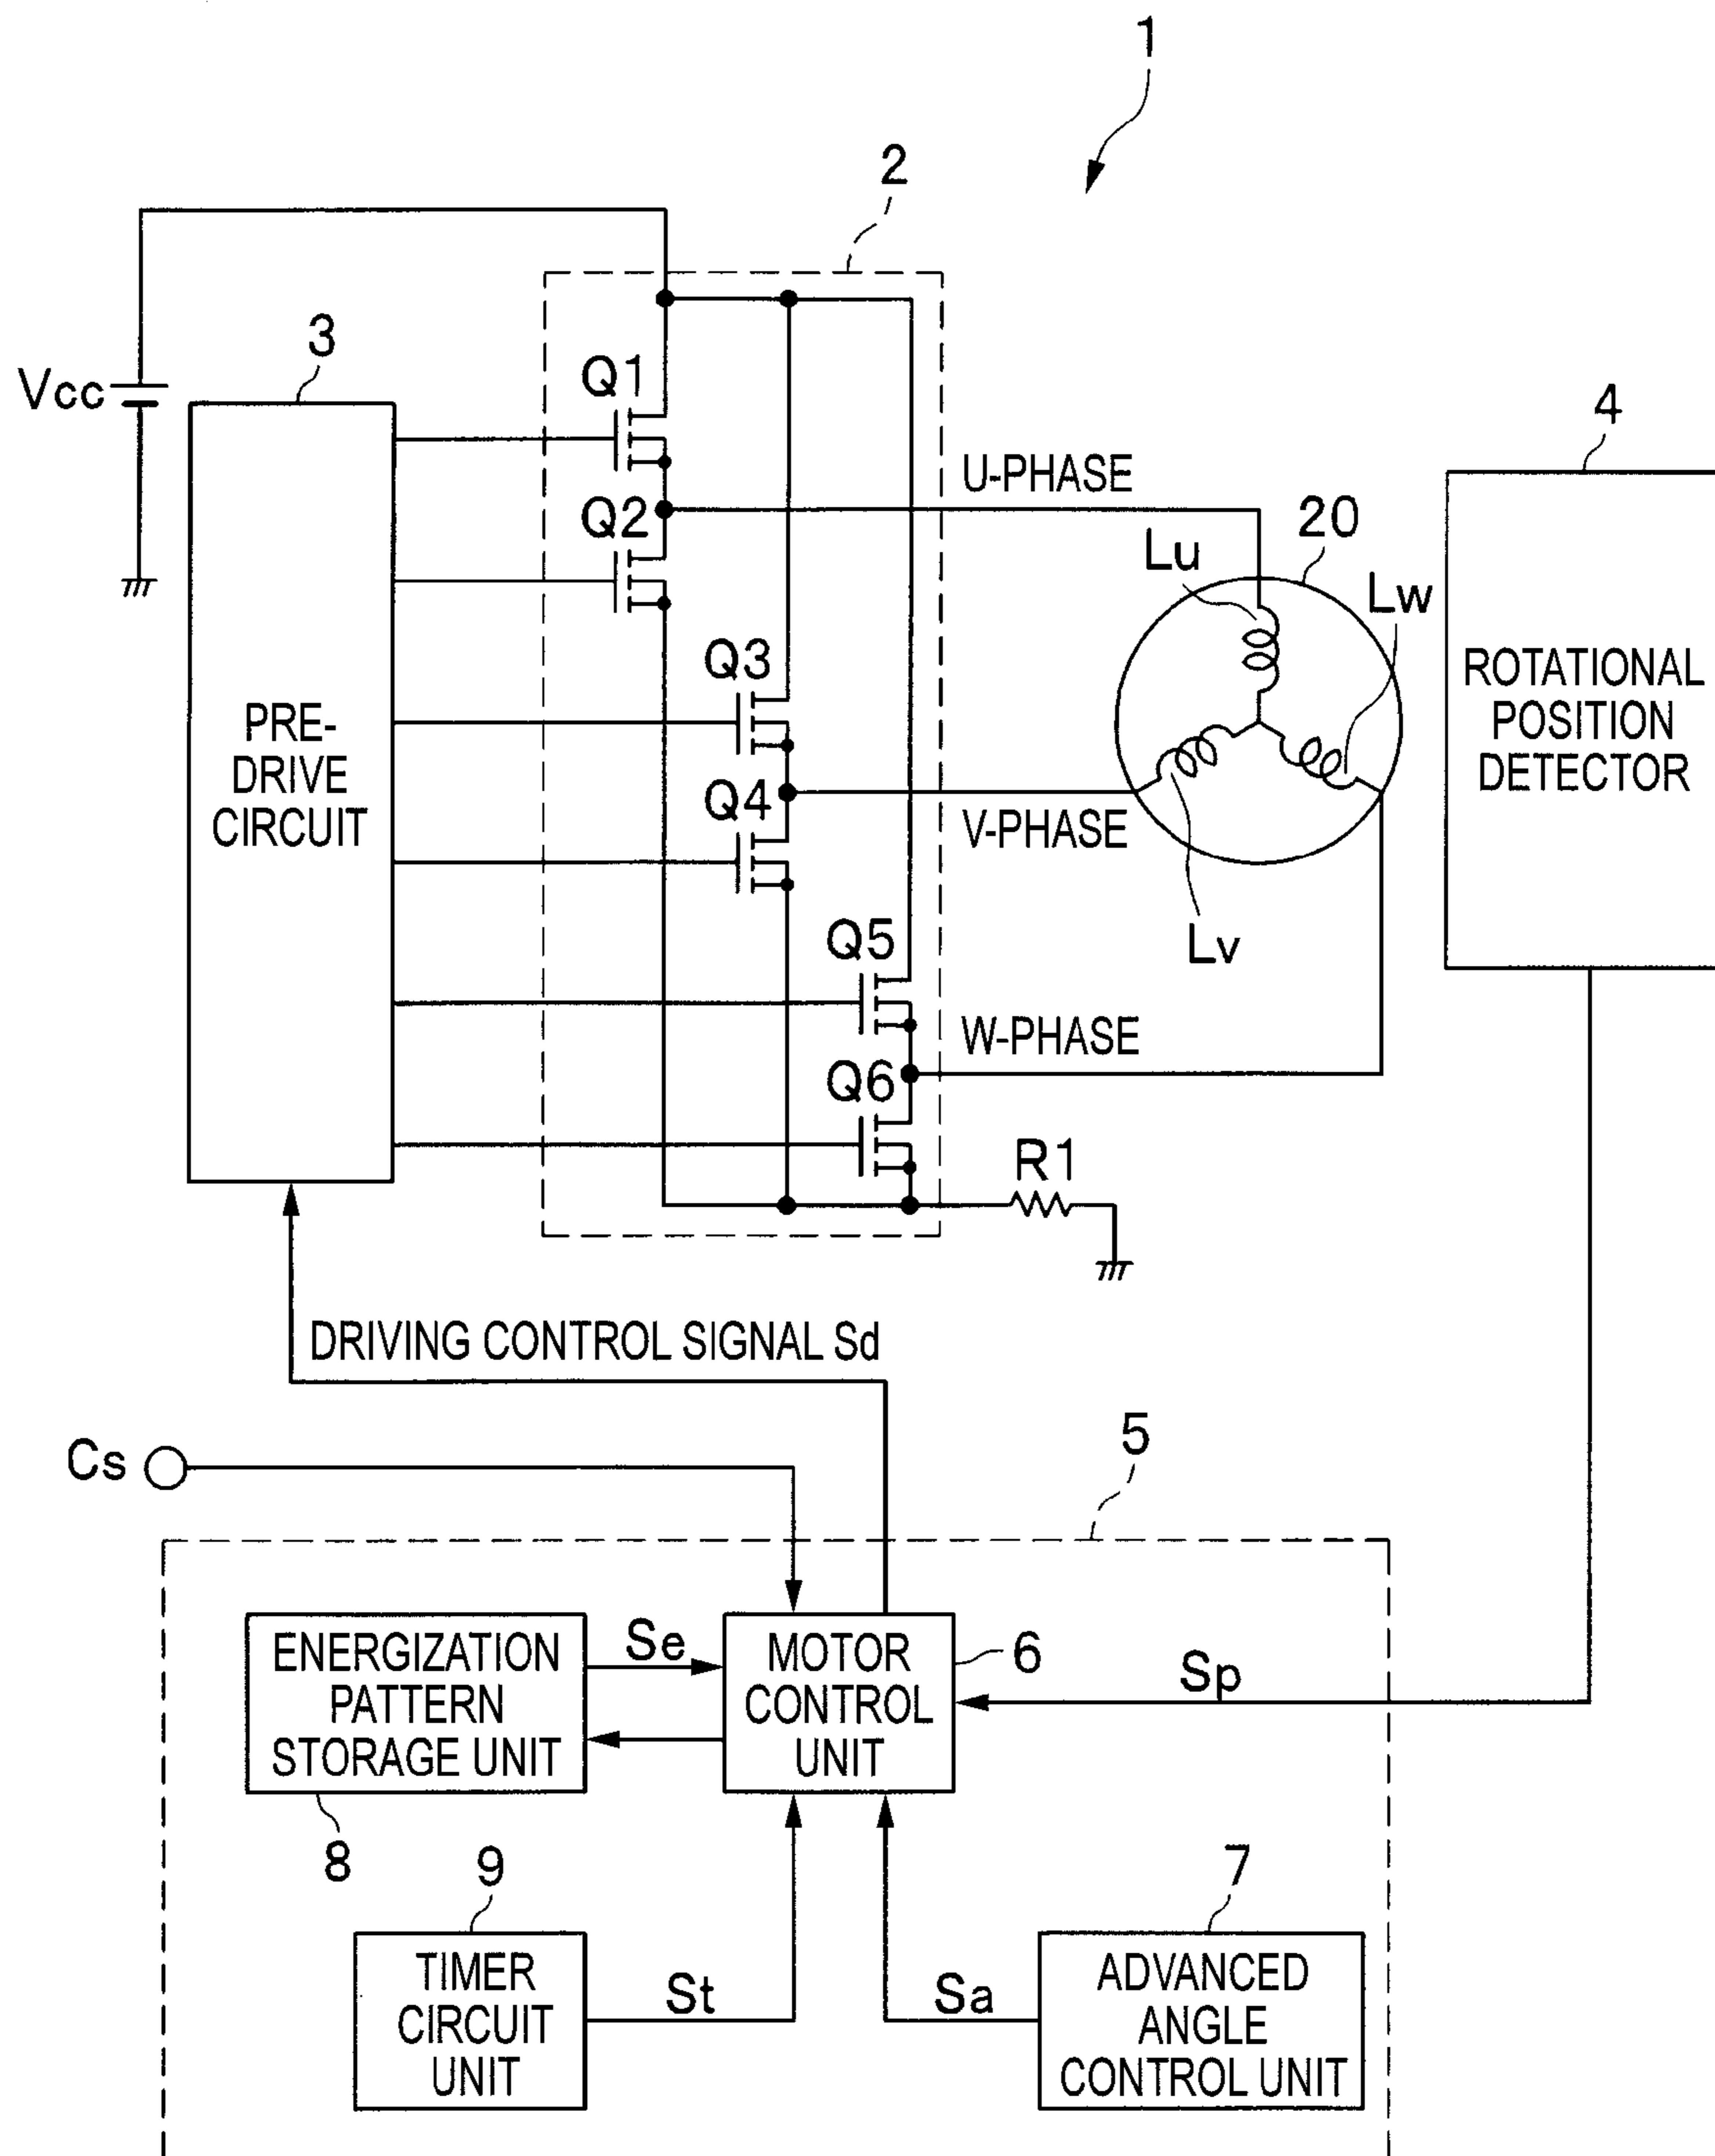 1
2
3
Vcc
Q1
4
U-PHASE
Q2
20
Lu
Lw
Q3
ROTATIONAL
POSITION
DETECTOR
PRE-
DRIVE
CIRCUIT
Q4
V-PHASE
Q5
Lv
W-PHASE
Q6
R1
DRIVING CONTROL SIGNAL Sd
Cs
5
ENERGIZATION
PATTERN
STORAGE UNIT
Se
MOTOR
CONTROL
UNIT
6
Sp
8
9
7
TIMER
CIRCUIT
UNIT
St
Sa
ADVANCED
ANGLE
CONTROL UNIT